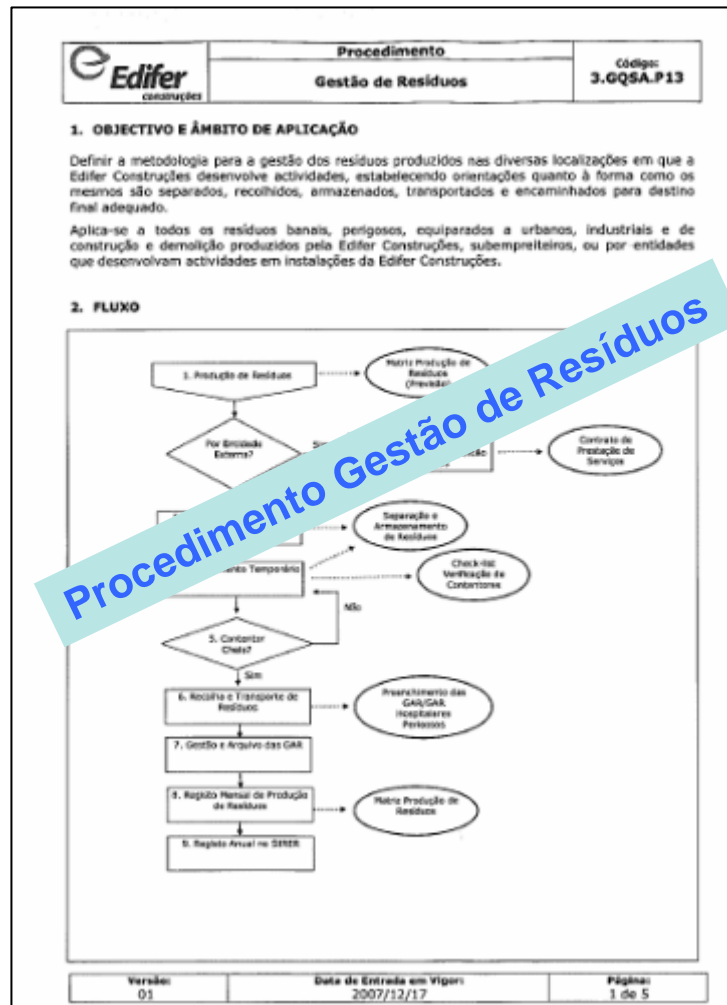 Edifer
construções
Procedimento
Gestão de Resíduos
Código:
3.GQSA.P13
1. OBJECTIVO E ÂMBITO DE APLICAÇÃO
Definir a metodologia para a gestão dos resíduos produzidos nas diversas localizações em que a
Edifer Construções desenvolve actividades, estabelecendo orientações quanto à forma como os
mesmos são separados, recolhidos, armazenados, transportados e encaminhados para destino
final adequado.
Aplica-se a todos os resíduos banais, perigosos, equiparados a urbanos, industriais e de
construção e demolição produzidos pela Edifer Construções, subempreiteiros, ou por entidades
que desenvolvam actividades em instalações da Edifer Construções.
2. FLUXO
1. Produção de Resíduos
Matriz Produção de
Resíduos
(Previsão)
Por Entidade
Externa?
Contrato de
Prestação de
Serviços
Procedimento Gestão de Resíduos
Separação e
Armazenamento
de Resíduos
Temporário
Check-list
Verificação de
Contentores
Não
5. Contentor
Cheio?
Sim
6. Recolha e Transporte de
Resíduos
Preenchimento das
GAR/GAR
Hospitalares
Perigosos
7. Gestão e Arquivo das GAR
8. Registo Mensal de Produção
de Resíduos
Matriz Produção de
Resíduos
9. Registo Anual no SIRER
Versão:
01
Data de Entrada em Vigor:
2007/12/17
Página:
1 de 5